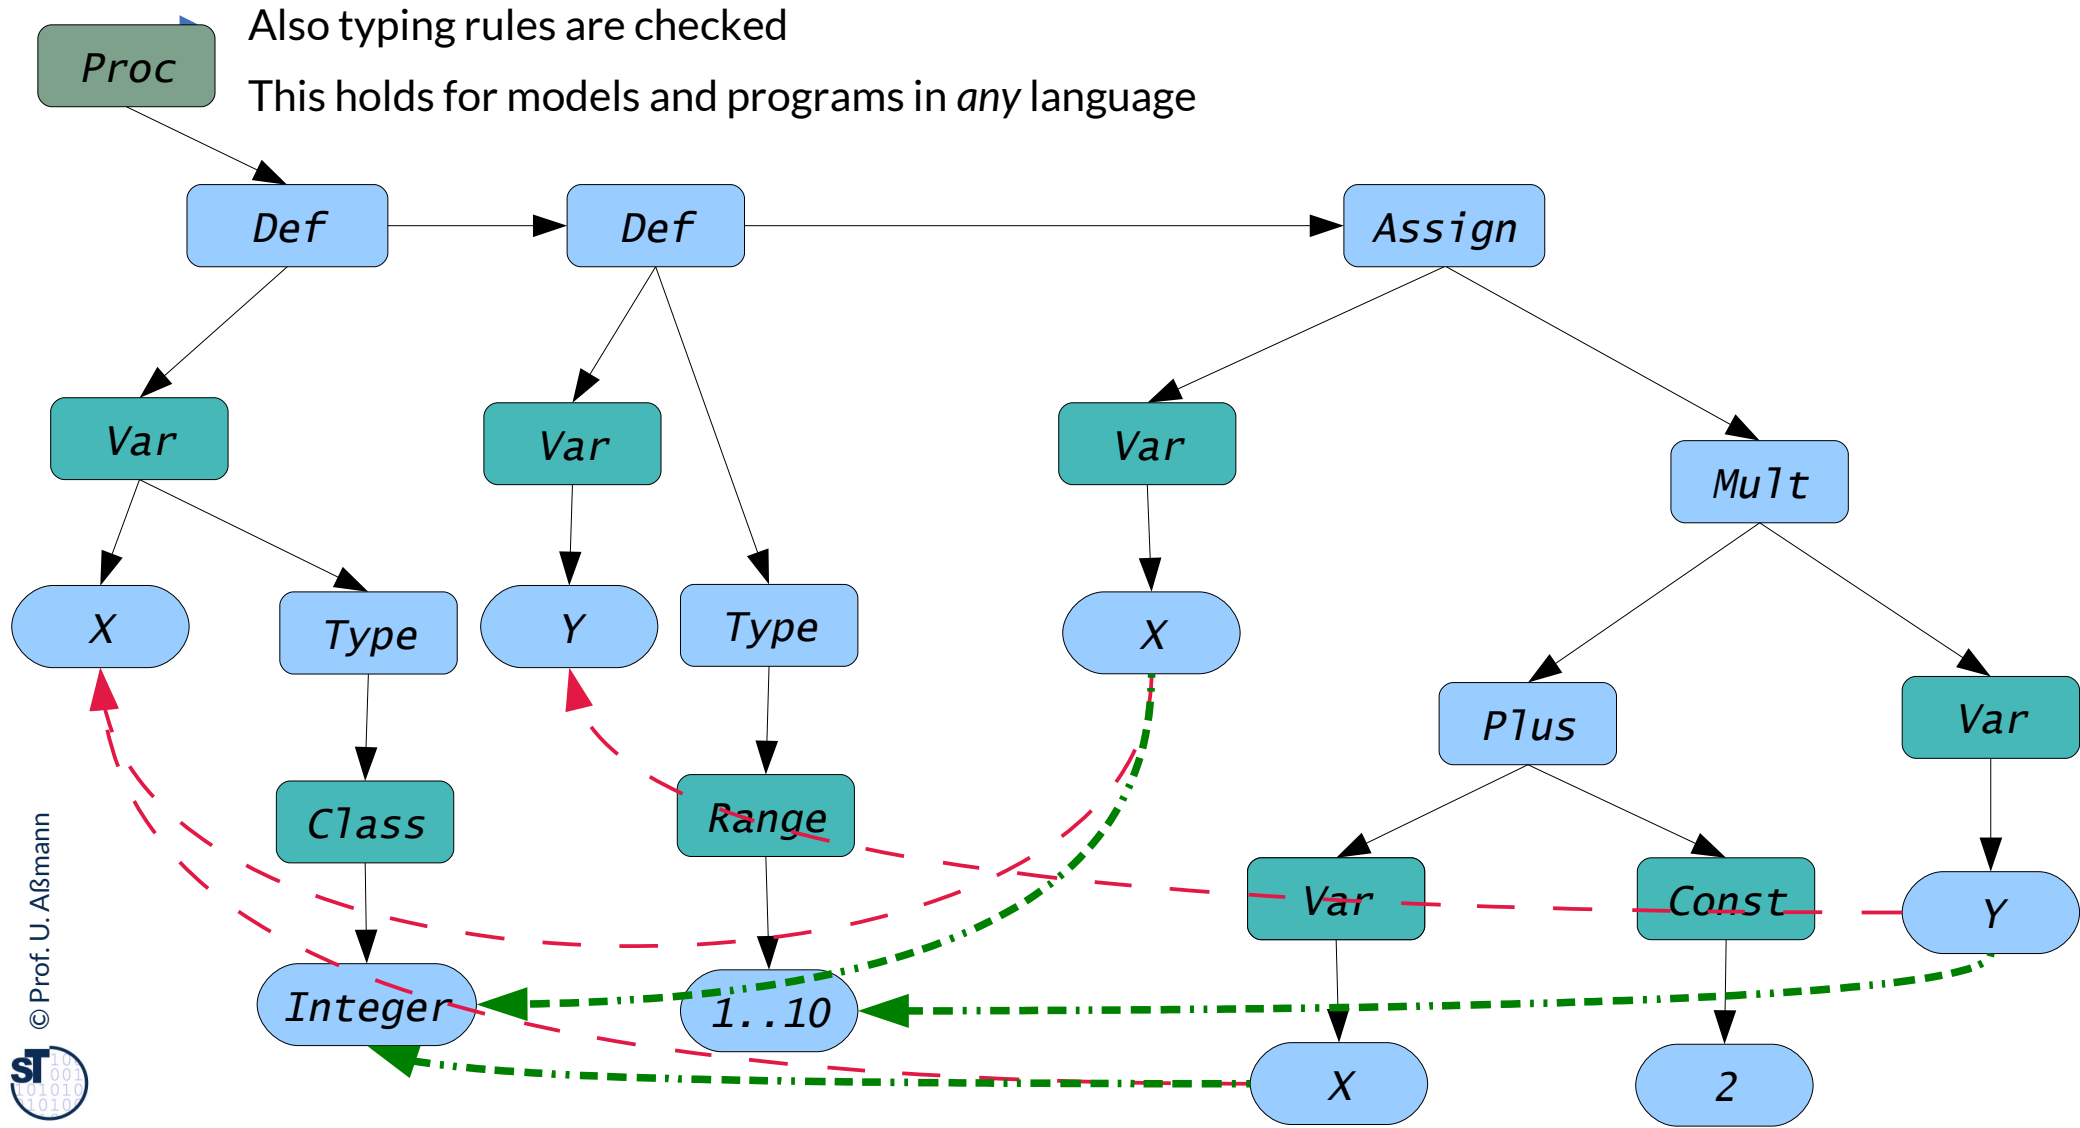 Also typing rules are checked
Proc
This holds for models and programs in any language
Def
Def
Assign
Var
Var
Var
Mult
X
Type
Y
Type
X
Plus
Var
Class
Range
Var
Const
Y
Integer
1..10
X
2
© Prof. U. Aßmann
ST